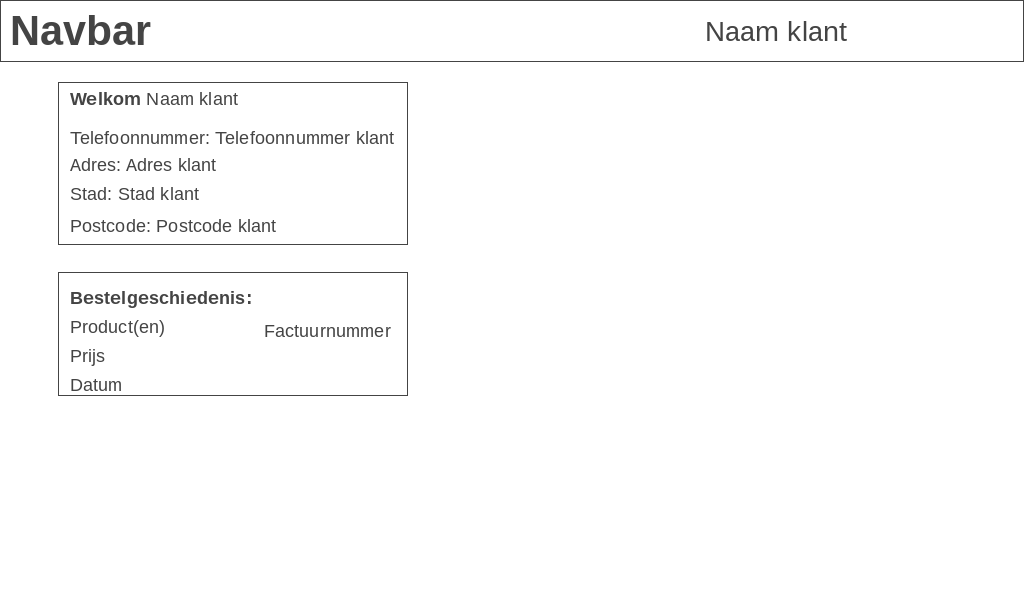 Navbar
Naam klant
Welkom Naam klant
Telefoonnummer: Telefoonnummer klant
Adres: Adres klant
Stad: Stad klant
Postcode: Postcode klant
Bestelgeschiedenis:
Product(en)
Factuurnummer
Prijs
Datum